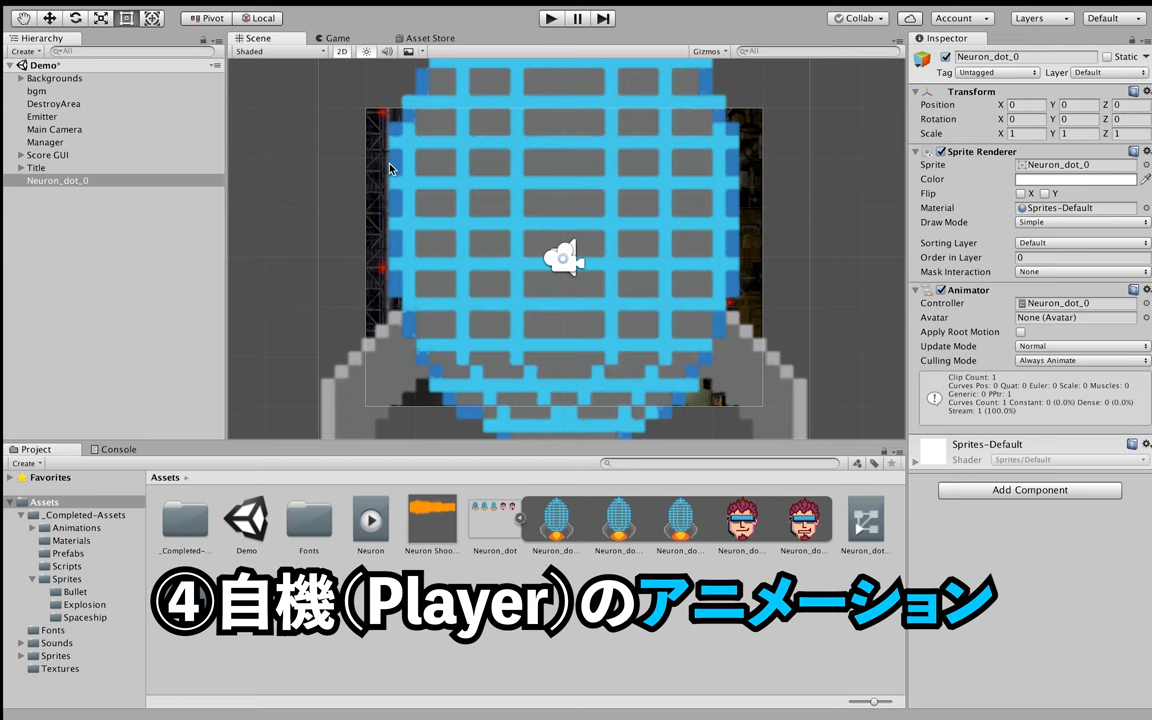 Pivot
Local
Collab
Account
Layers
Default
Hierarchy
Create
All
Demo*
Backgrounds
bgm
DestroyArea
Emitter
Main Camera
Manager
Score GUI
Title
Neuron_dot_0
Scene
Game
Asset Store
Shaded
2D
Gizmos
All
Inspector
Neuron_dot_0
Static
Tag Untagged
Layer Default
Transform
Position X 0 Y 0 Z 0
Rotation X 0 Y 0 Z 0
Scale X 1 Y 1 Z 1
Sprite Renderer
Sprite Neuron_dot_0
Color
Flip X Y
Material Sprites-Default
Draw Mode Simple
Sorting Layer Default
Order in Layer 0
Mask Interaction None
Animator
Controller Neuron_dot_0
Avatar None (Avatar)
Apply Root Motion
Update Mode Normal
Culling Mode Always Animate
Clip Count: 1
Curves Pos: 0 Quat: 0 Euler: 0 Scale: 0 Muscles: 0
Generic: 0 PPtr: 1
Curves Count: 1 Constant: 0 (0.0%) Dense: 0 (0.0%)
Stream: 1 (100.0%)
Sprites-Default
Shader Sprites/Default
Add Component
Project
Console
Create
Favorites
Assets
_Completed-Assets
Animations
Materials
Prefabs
Scripts
Sprites
Bullet
Explosion
Spaceship
Fonts
Sounds
Sprites
Textures
Assets
_Completed-...
Demo
Fonts
Neuron
Neuron Shoo...
Neuron_dot
Neuron_do...
Neuron_do...
Neuron_do...
Neuron_do...
Neuron_do...
Neuron_dot...
④自機(Player)のアニメーション